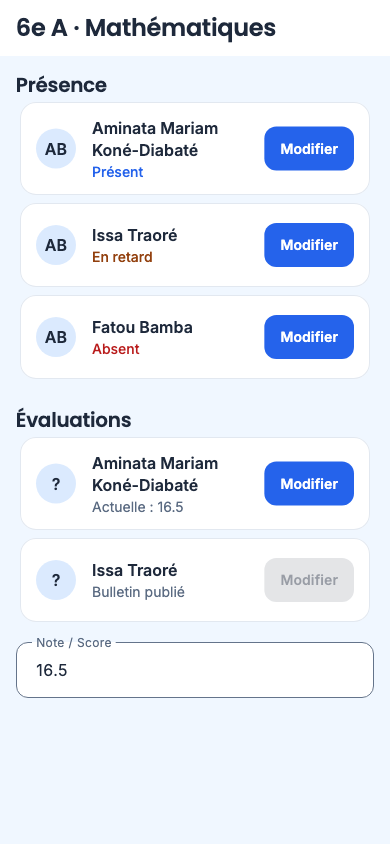 6e A · Mathématiques
Présence
AB
Aminata Mariam
Koné-Diabaté
Présent
Modifier
AB
Issa Traoré
En retard
Modifier
AB
Fatou Bamba
Absent
Modifier
Évaluations
?
Aminata Mariam
Koné-Diabaté
Actuelle : 16.5
Modifier
?
Issa Traoré
Bulletin publié
Modifier
Note / Score
16.5